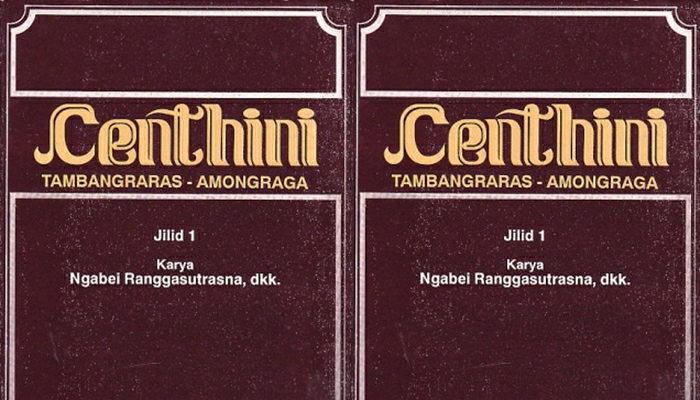 Centhini
TAMBANGRARAS - AMONGRAGA
Jilid 1
Karya
Ngabei Ranggasutrasna, dkk.
Centhini
TAMBANGRARAS - AMONGRAGA
Jilid 1
Karya
Ngabei Ranggasutrasna, dkk.